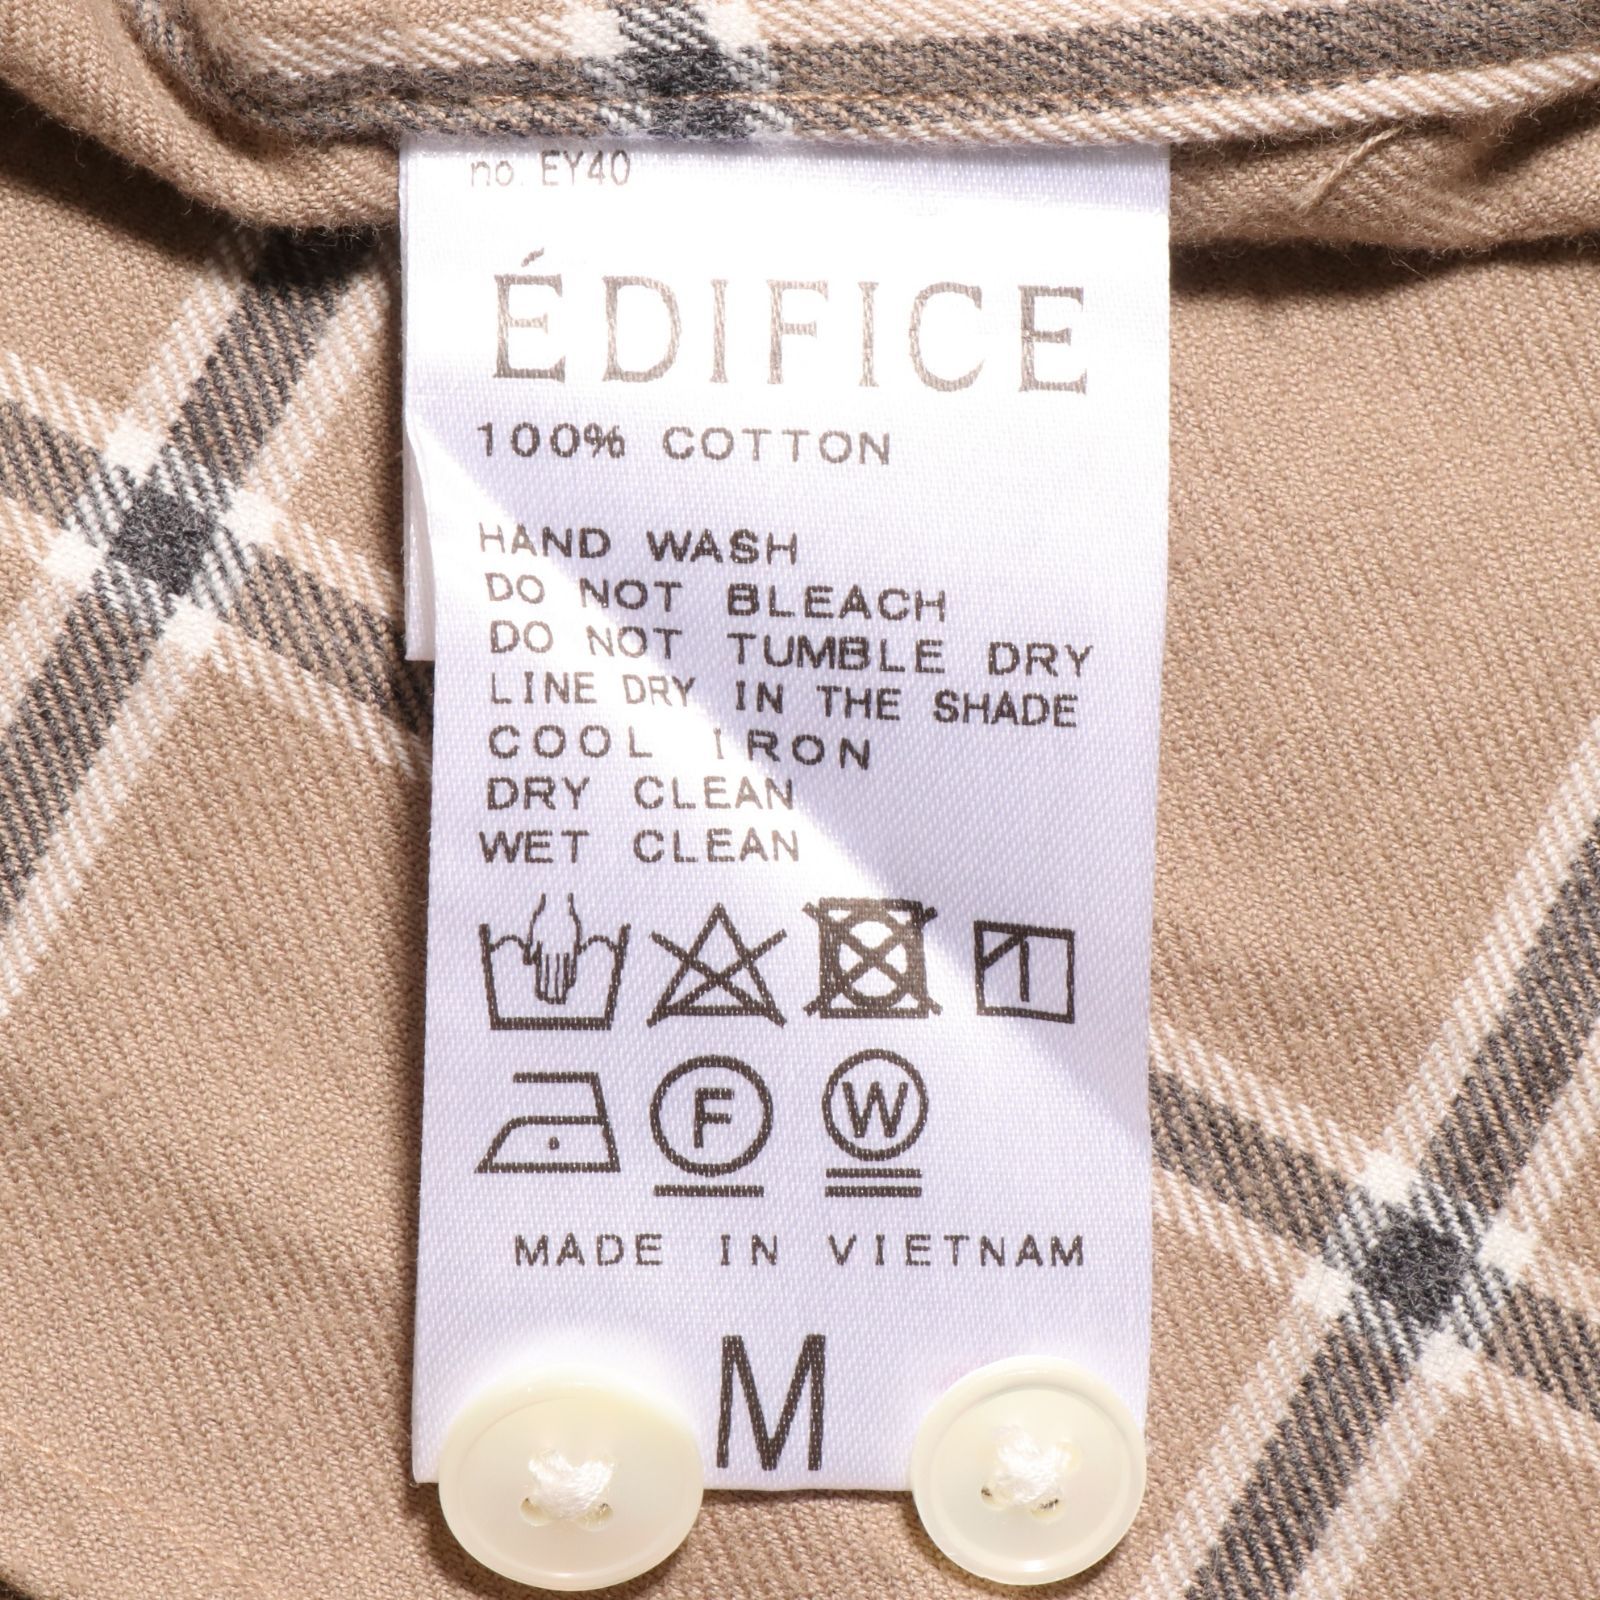 no. EY40
ÉDIFICE
100% COTTON
HAND WASH
DO NOT BLEACH
DO NOT TUMBLE DRY
LINE DRY IN THE SHADE
COOL IRON
DRY CLEAN
WET CLEAN
F W
MADE IN VIETNAM
M